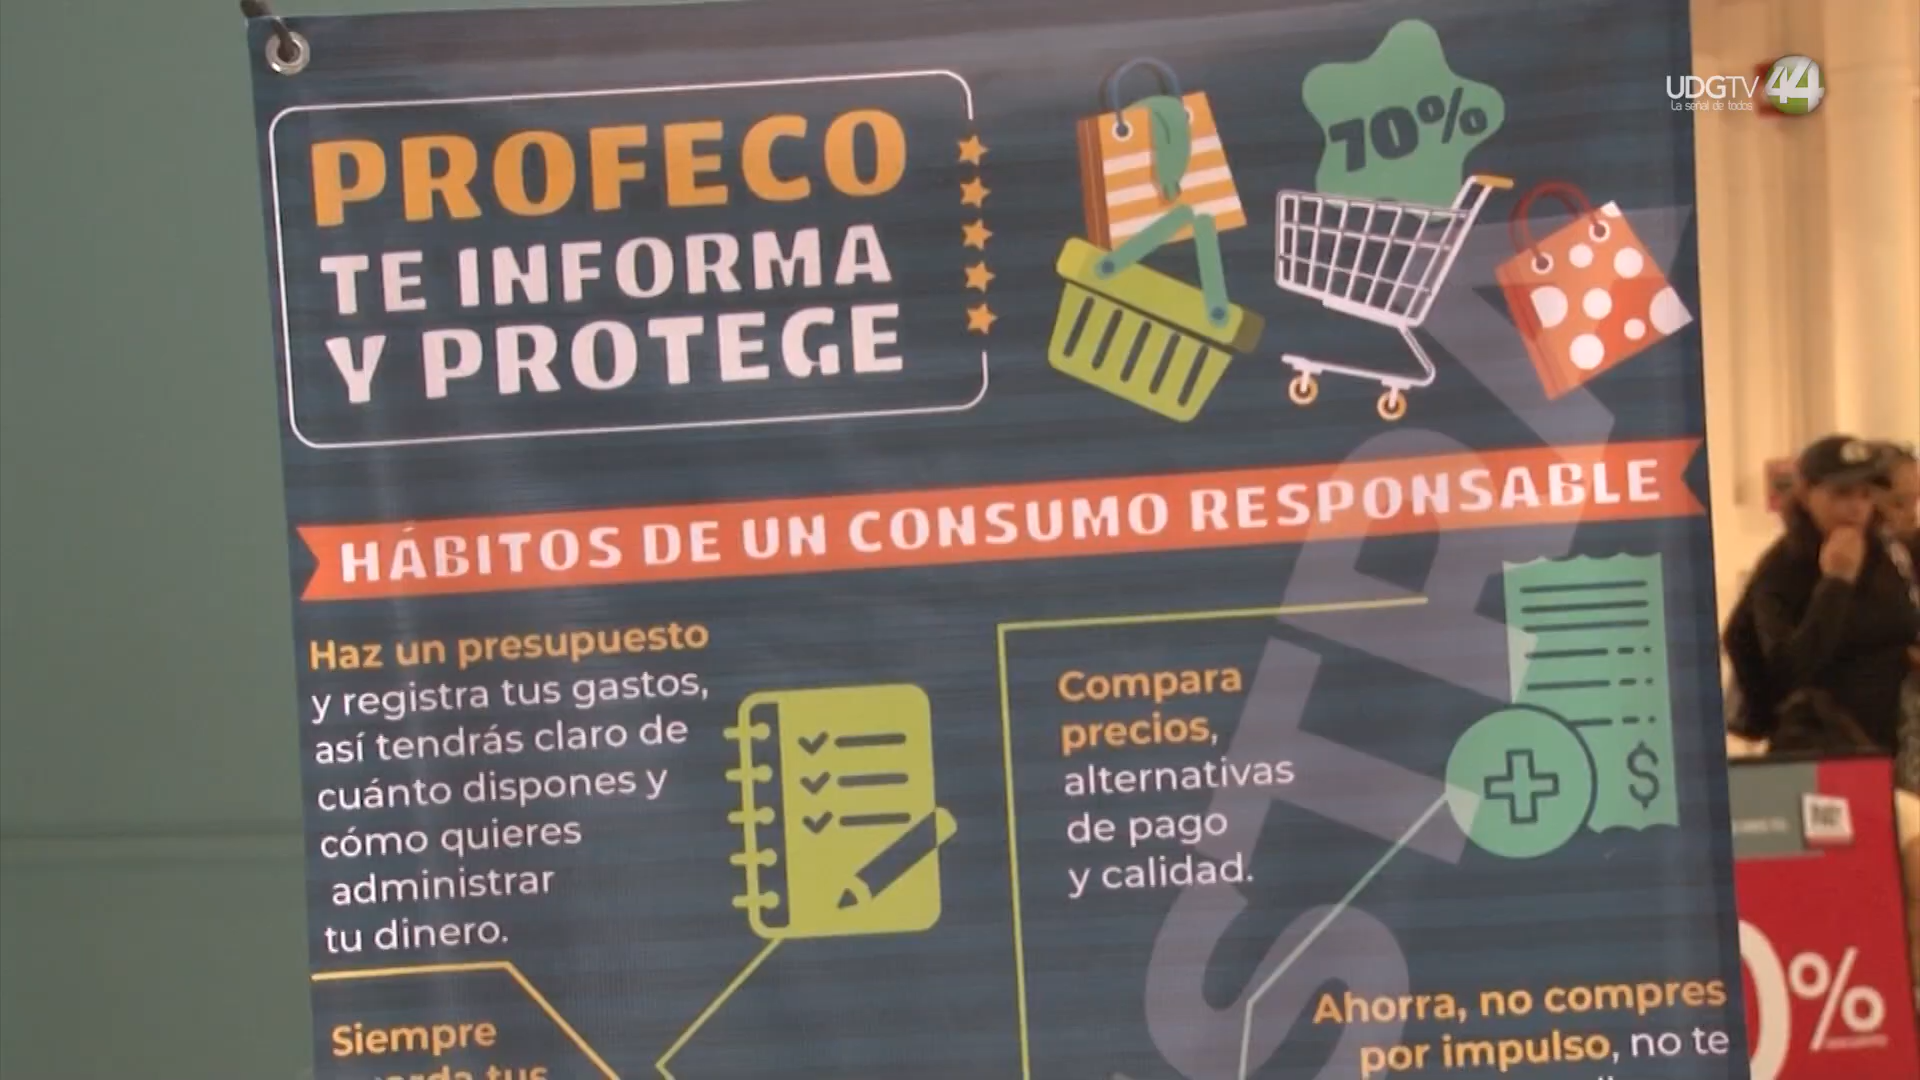 UDGTV 44
La señal de todos
PROFECO
TE INFORMA
Y PROTEGE
70%
HÁBITOS DE UN CONSUMO RESPONSABLE
Haz un presupuesto
y registra tus gastos,
así tendrás claro de
cuánto dispones y
cómo quieres
administrar
tu dinero.
Compara
precios,
alternativas
de pago
y calidad.
$
Siempre
tus
Ahorra, no compres
por impulso, no te
0%